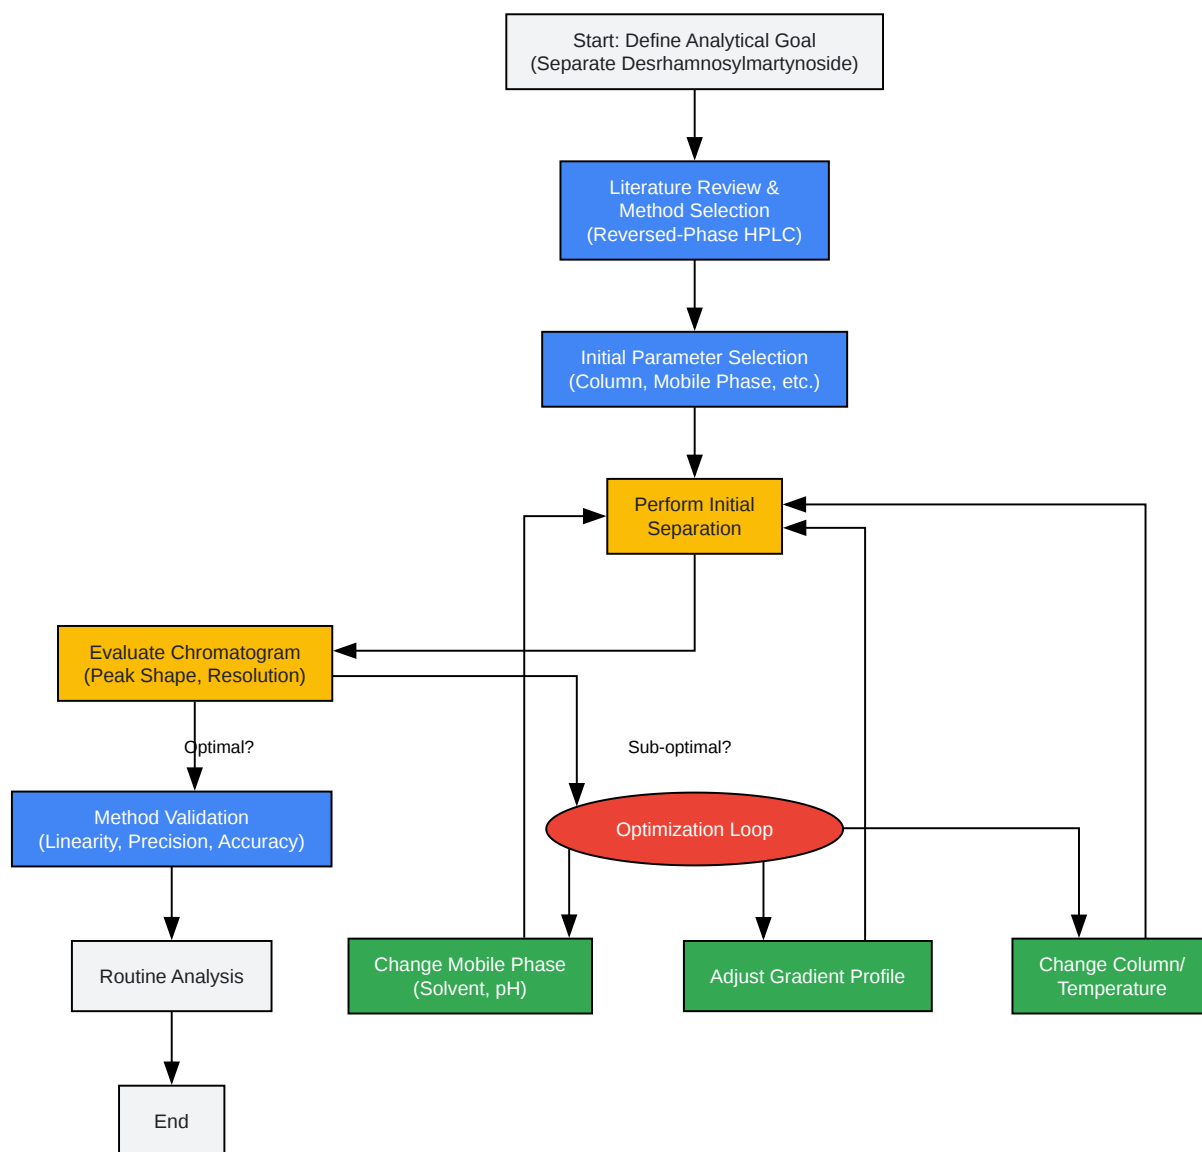 Start: Define Analytical Goal
(Separate Desrhamnosylmartynoside)
Literature Review &
Method Selection
(Reversed-Phase HPLC)
Initial Parameter Selection
(Column, Mobile Phase, etc.)
Perform Initial
Separation
Evaluate Chromatogram
(Peak Shape, Resolution)
Optimal?
Sub-optimal?
Method Validation
(Linearity, Precision, Accuracy)
Optimization Loop
Routine Analysis
Change Mobile Phase
(Solvent, pH)
Adjust Gradient Profile
Change Column/
Temperature
End